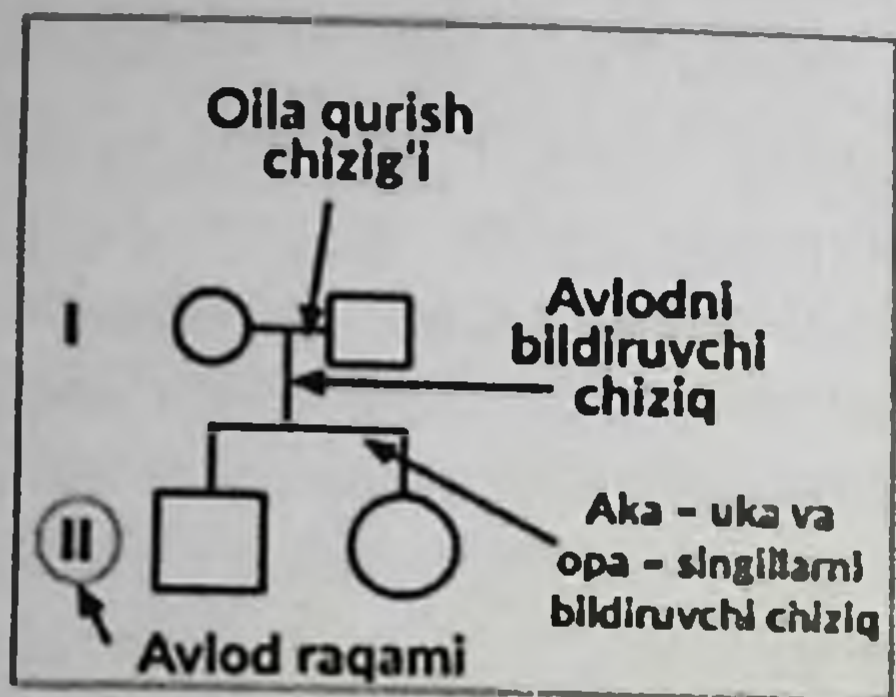 Oila qurish
chizig'i
I
Avlodni
bildiruvchi
chiziq
II
Aka - uka va
opa - singillarni
bildiruvchi chiziq
Avlod raqami